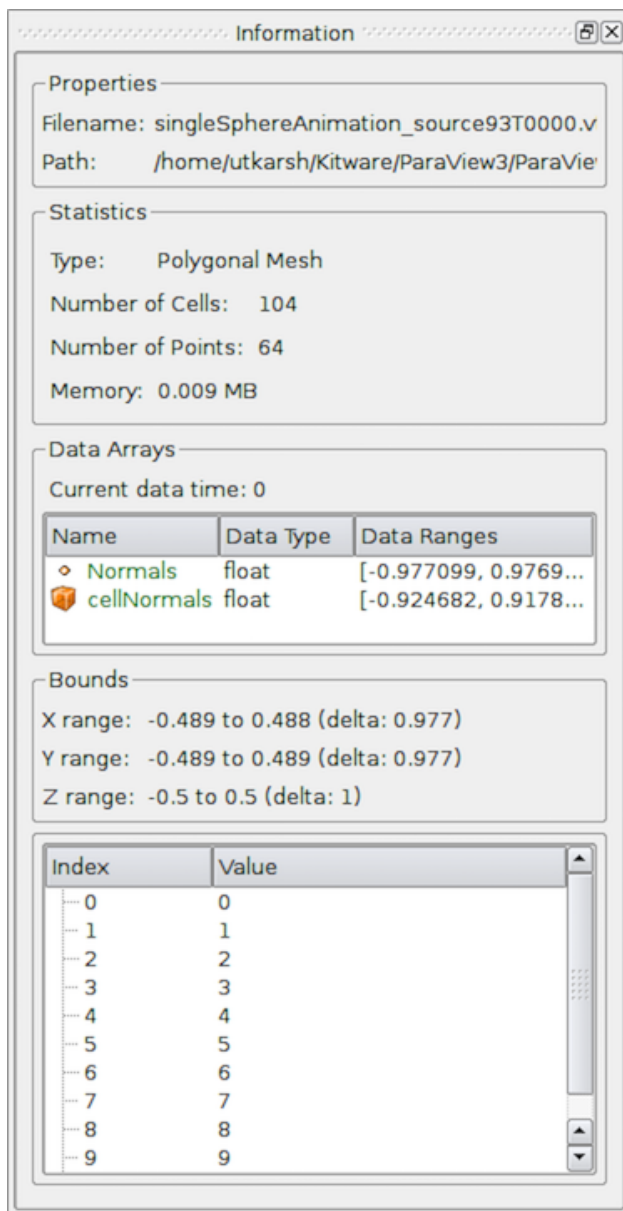 Information
Properties
Filename: singleSphereAnimation_source93T0000.v
Path: /home/utkarsh/Kitware/ParaView3/ParaVie
Statistics
Type: Polygonal Mesh
Number of Cells: 104
Number of Points: 64
Memory: 0.009 MB
Data Arrays
Current data time: 0
Name Data Type Data Ranges
Normals float [-0.977099, 0.9769...
cellNormals float [-0.924682, 0.9178...
Bounds
X range: -0.489 to 0.488 (delta: 0.977)
Y range: -0.489 to 0.489 (delta: 0.977)
Z range: -0.5 to 0.5 (delta: 1)
Index Value
0 0
1 1
2 2
3 3
4 4
5 5
6 6
7 7
8 8
9 9